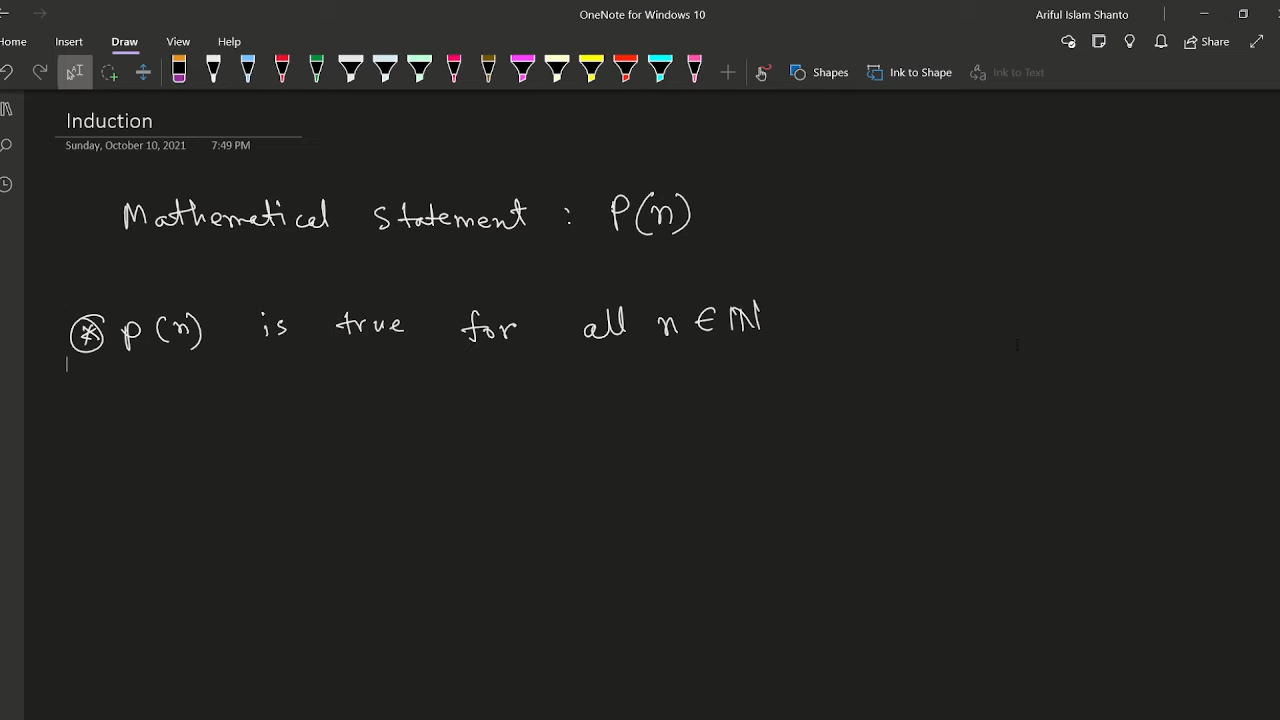 OneNote for Windows 10
Ariful Islam Shanto
Home Insert Draw View Help
Share
Shapes Ink to Shape Ink to Text
Induction
Sunday, October 10, 2021 7:49 PM
Mathematical Statement : P(n)
⊛ p(n) is true for all n ∈ ℕ